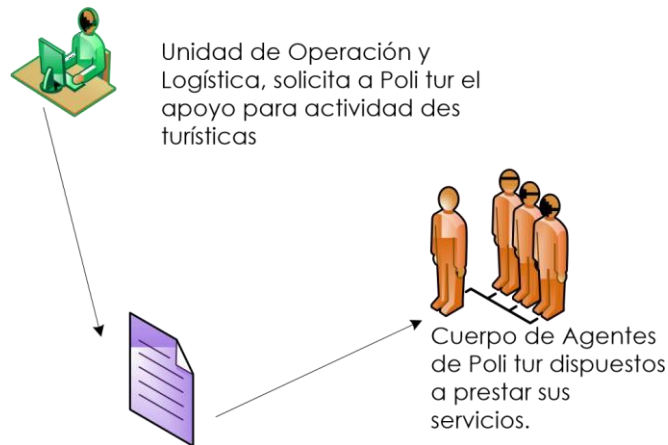 Unidad de Operación y
Logística, solicita a Poli tur el
apoyo para actividad des
turísticas
Cuerpo de Agentes
de Poli tur dispuestos
a prestar sus
servicios.